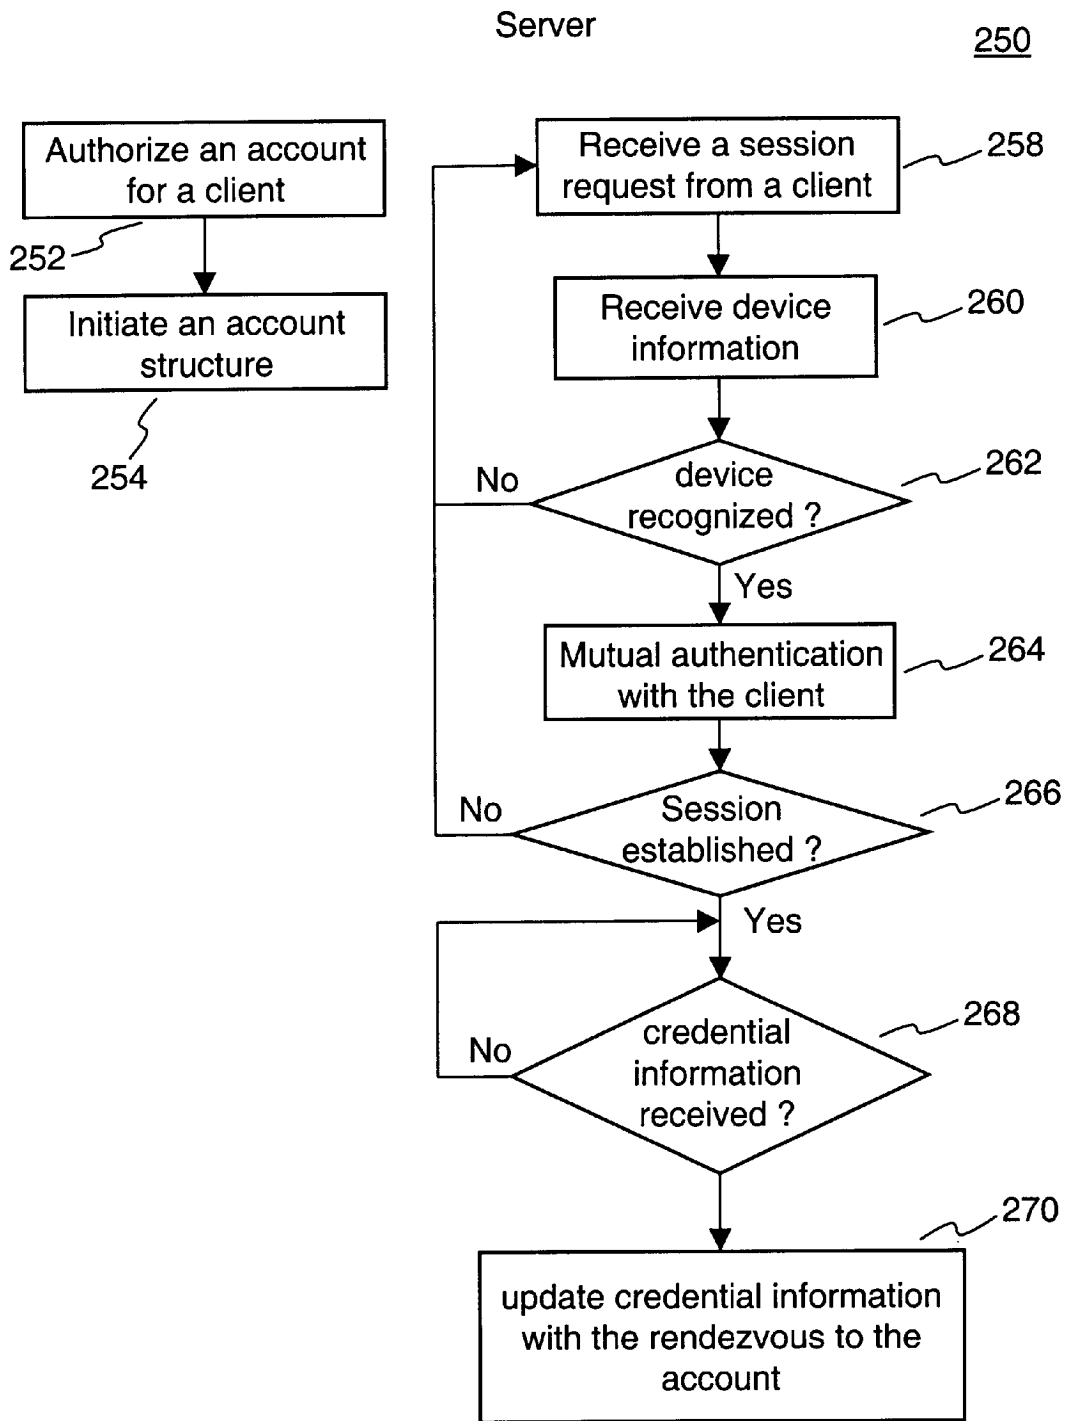 Server
250
Authorize an account
for a client
252
Initiate an account
structure
254
Receive a session
request from a client
258
Receive device
information
260
device
recognized ?
262
No
Yes
Mutual authentication
with the client
264
Session
established ?
266
No
Yes
credential
information
received ?
268
No
update credential information
with the rendezvous to the
account
270